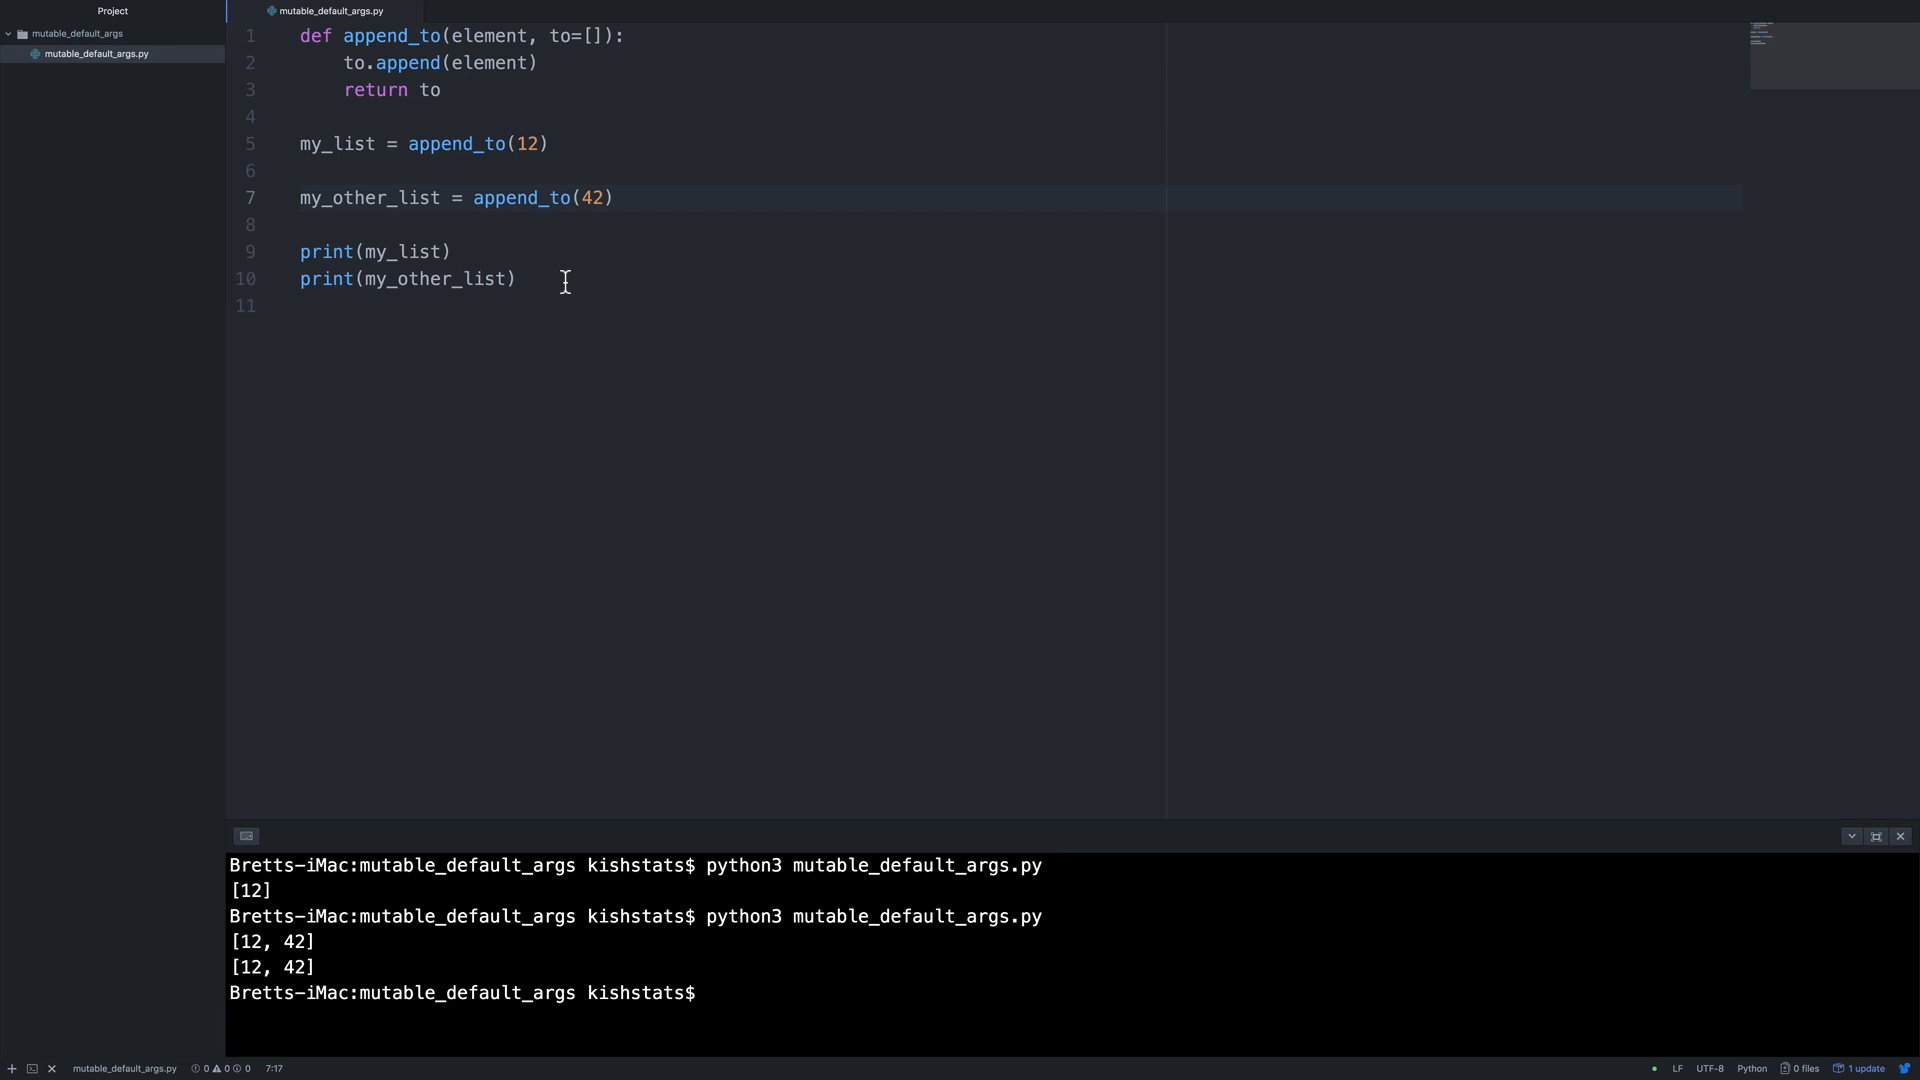 Project
mutable_default_args
mutable_default_args.py
mutable_default_args.py
1 def append_to(element, to=[]):
2     to.append(element)
3     return to
4
5 my_list = append_to(12)
6
7 my_other_list = append_to(42)
8
9 print(my_list)
10 print(my_other_list)
11
Bretts-iMac:mutable_default_args kishstats$ python3 mutable_default_args.py
[12]
Bretts-iMac:mutable_default_args kishstats$ python3 mutable_default_args.py
[12, 42]
[12, 42]
Bretts-iMac:mutable_default_args kishstats$
mutable_default_args.py 0 0 0 7:17 LF UTF-8 Python 0 files 1 update